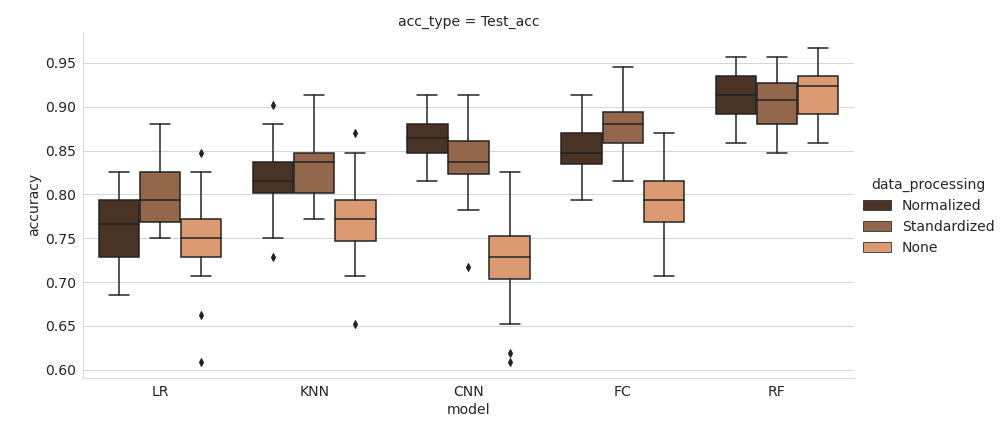 acc_type = Test_acc
accuracy
0.95
0.90
0.85
0.80
0.75
0.70
0.65
0.60
LR KNN CNN FC RF
model
data_processing
Normalized
Standardized
None